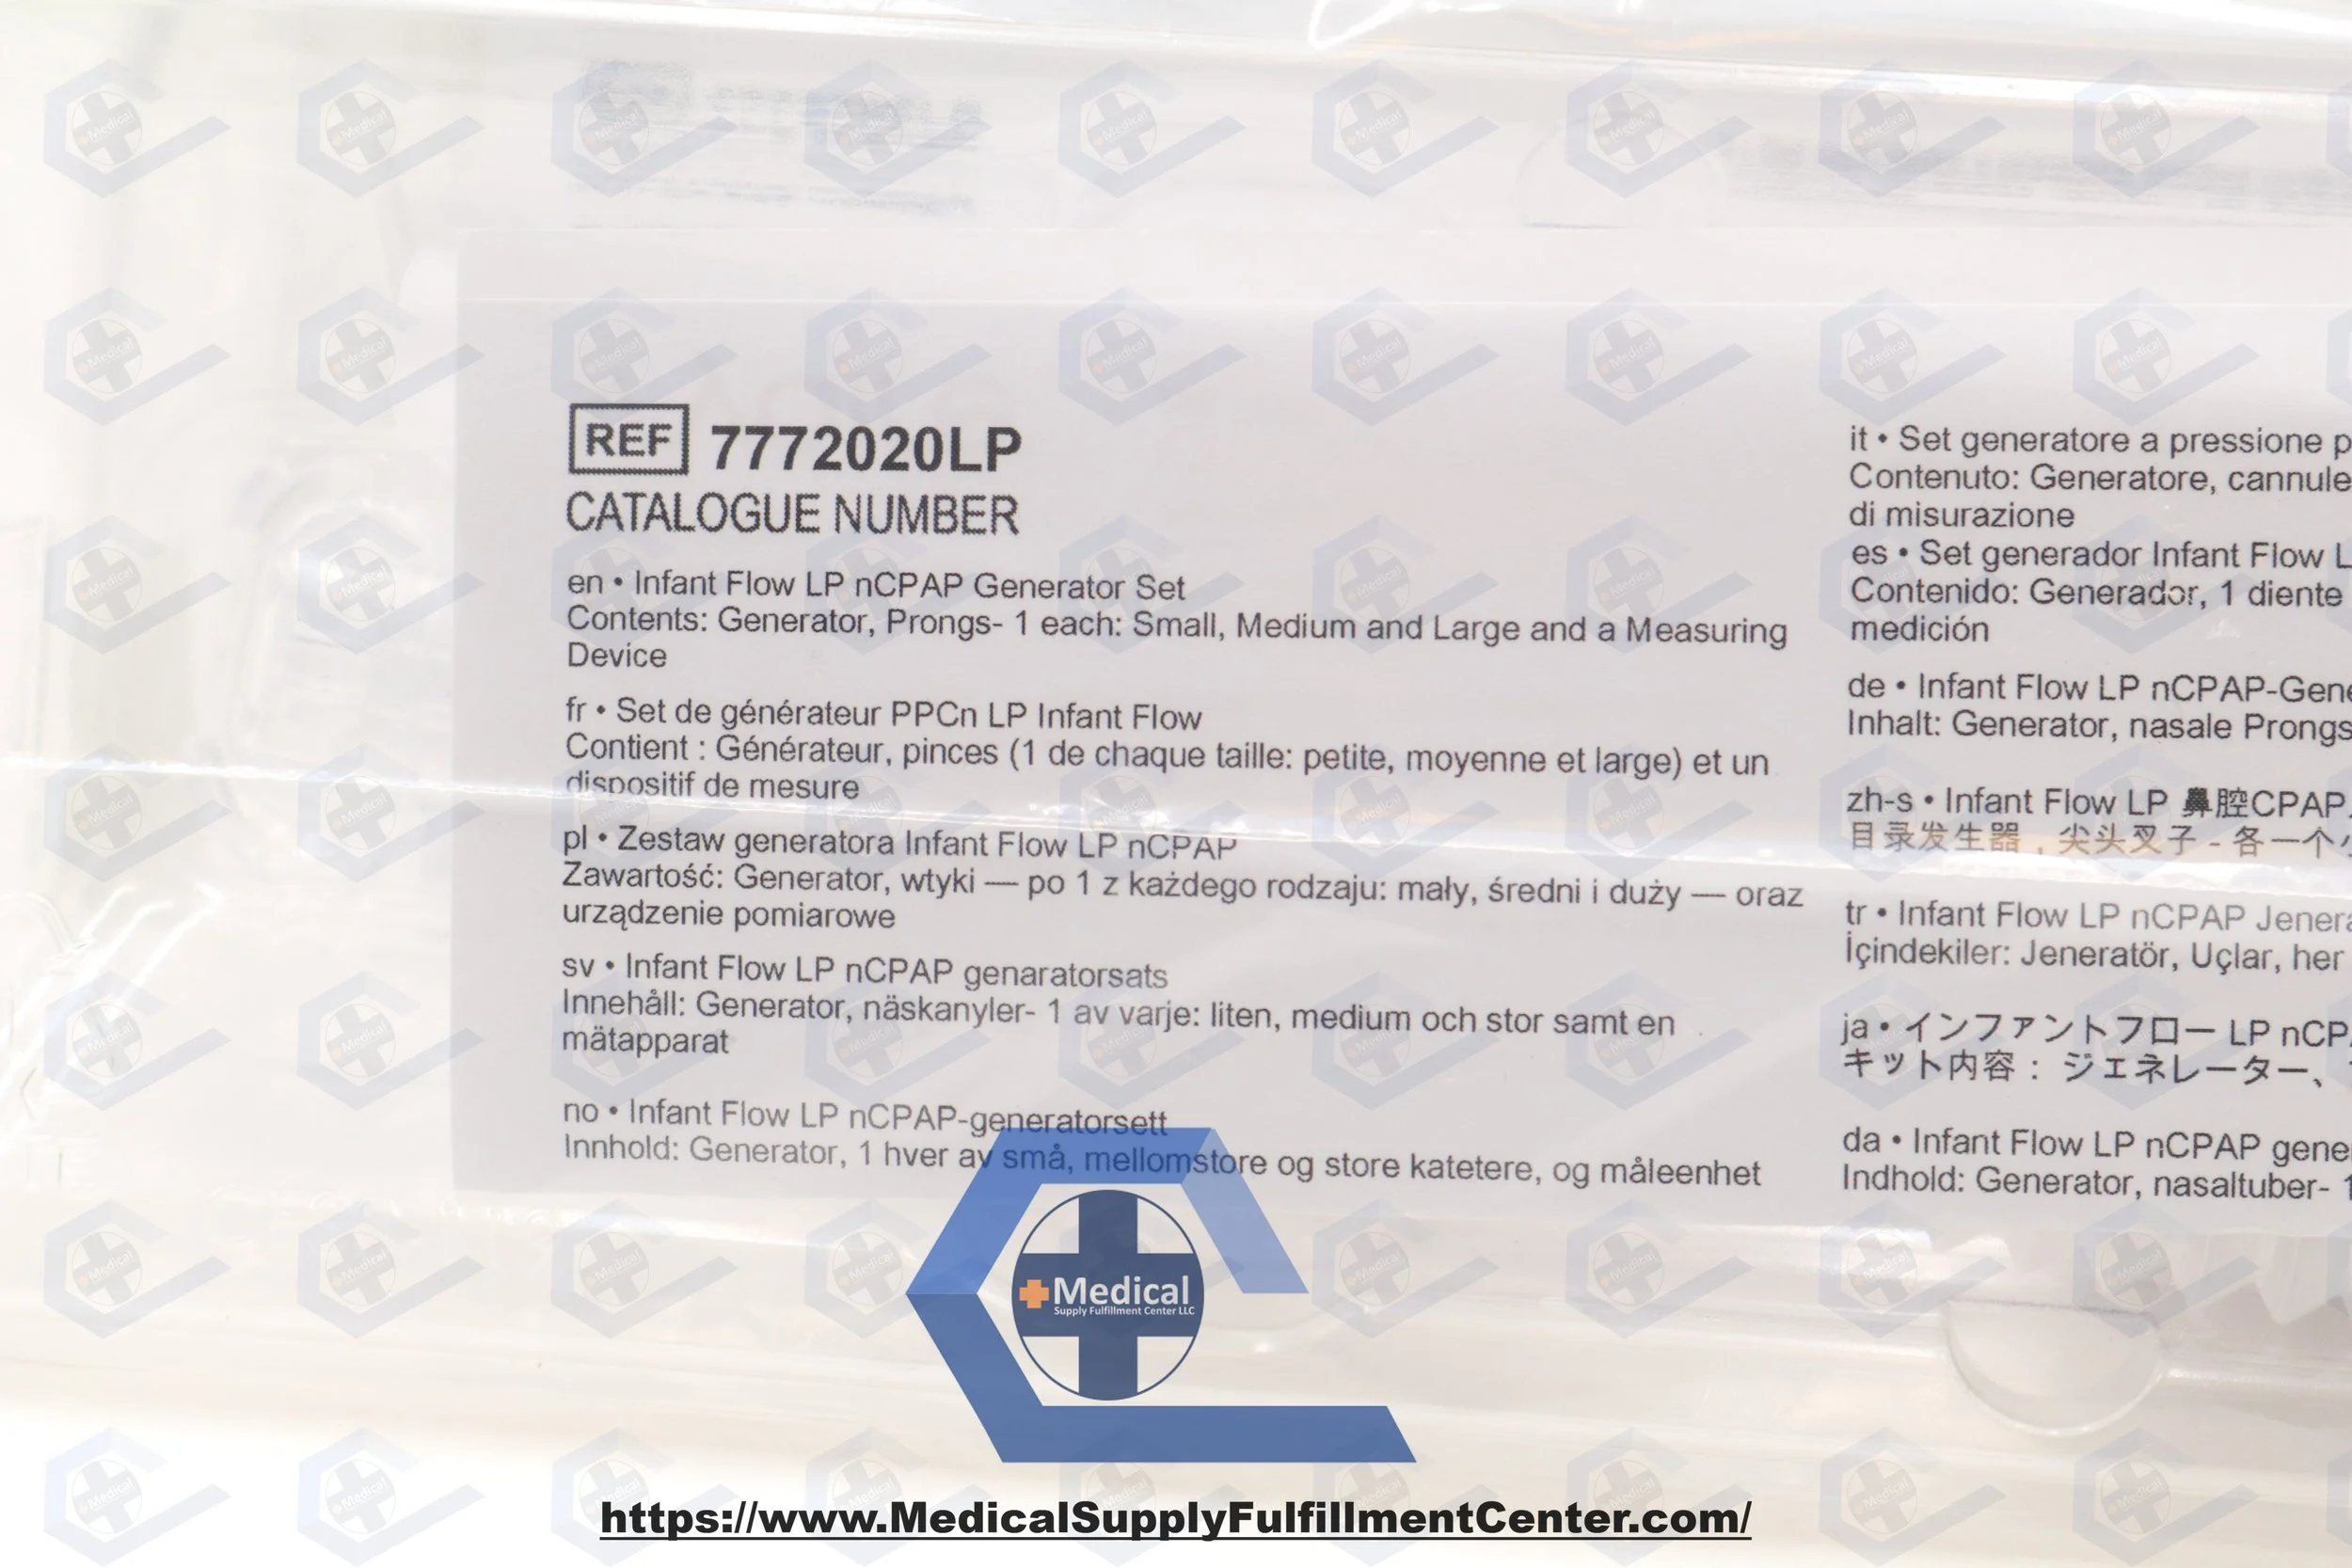 REF 7772020LP
CATALOGUE NUMBER
en • Infant Flow LP nCPAP Generator Set
Contents: Generator, Prongs- 1 each: Small, Medium and Large and a Measuring
Device
fr • Set de générateur PPCn LP Infant Flow
Contient : Générateur, pinces (1 de chaque taille: petite, moyenne et large) et un
dispositif de mesure
pl • Zestaw generatora Infant Flow LP nCPAP
Zawartość: Generator, wtyki — po 1 z każdego rodzaju: mały, średni i duży — oraz
urządzenie pomiarowe
sv • Infant Flow LP nCPAP genaratorsats
Innehåll: Generator, näskanyler- 1 av varje: liten, medium och stor samt en
mätapparat
no • Infant Flow LP nCPAP-generatorsett
Innhold: Generator, 1 hver av små, mellomstore og store katetere, og måleenhet
it • Set generatore a pressione p
Contenuto: Generatore, cannule
di misurazione
es • Set generador Infant Flow L
Contenido: Generador, 1 diente
medición
de • Infant Flow LP nCPAP-Gene
Inhalt: Generator, nasale Prongs
zh-s • Infant Flow LP 鼻腔CPAP
目录发生器，尖头叉子 - 各一个小
tr • Infant Flow LP nCPAP Jenera
İçindekiler: Jeneratör, Uçlar, her
ja • インファントフロー LP nCP
キット内容： ジェネレーター、
da • Infant Flow LP nCPAP gene
Indhold: Generator, nasaltuber- 1
Medical
Supply Fulfillment Center LLC
https://www.MedicalSupplyFulfillmentCenter.com/